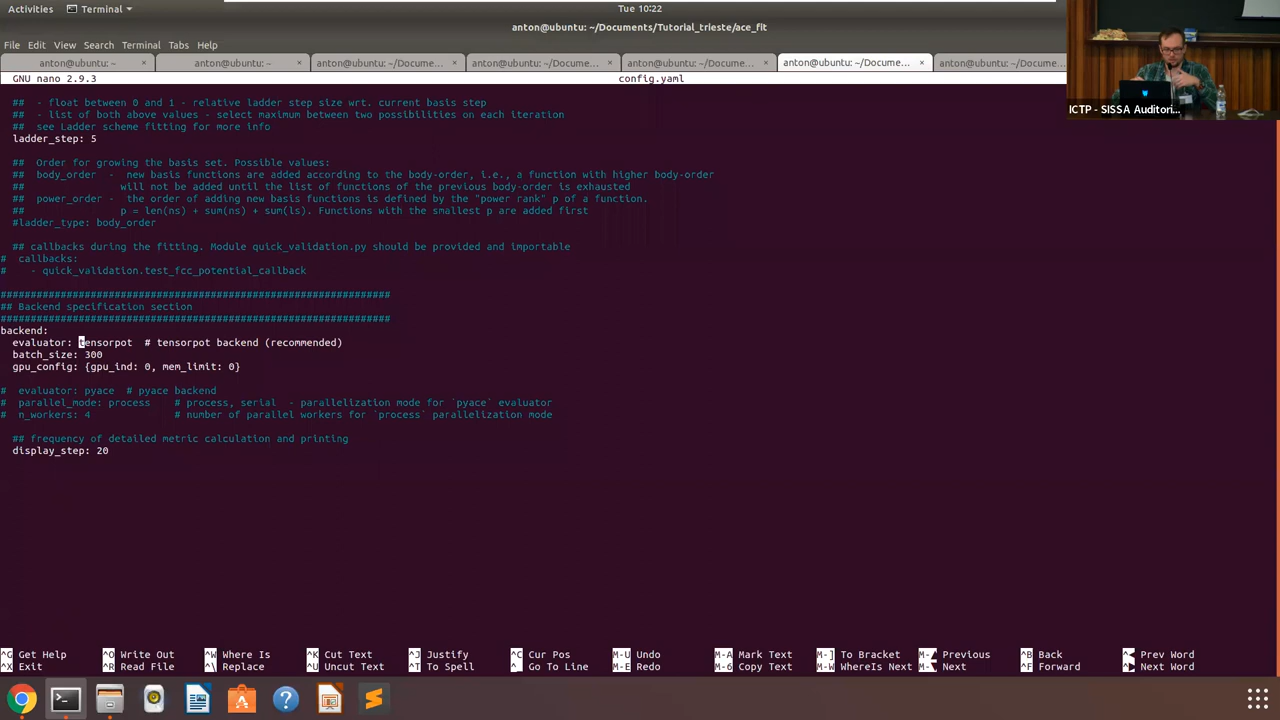 Activities Terminal Tue 10:22
anton@ubuntu: ~/Documents/Tutorial_trieste/ace_fit
File Edit View Search Terminal Tabs Help
anton@ubuntu: ~ × anton@ubuntu: ~ × anton@ubuntu: ~/Docume... × anton@ubuntu: ~/Docume... × anton@ubuntu: ~/Docume... × anton@ubuntu: ~/Docume... × anton@ubuntu: ~/Docume...
GNU nano 2.9.3 config.yaml
ICTP - SISSA Auditori...
## - float between 0 and 1 - relative ladder step size wrt. current basis step
## - list of both above values - select maximum between two possibilities on each iteration
## see Ladder scheme fitting for more info
ladder_step: 5
## Order for growing the basis set. Possible values:
## body_order - new basis functions are added according to the body-order, i.e., a function with higher body-order
## will not be added until the list of functions of the previous body-order is exhausted
## power_order - the order of adding new basis functions is defined by the "power rank" p of a function.
## p = len(ns) + sum(ns) + sum(ls). Functions with the smallest p are added first
#ladder_type: body_order
## callbacks during the fitting. Module quick_validation.py should be provided and importable
# callbacks:
# - quick_validation.test_fcc_potential_callback
#################################################################
## Backend specification section
#################################################################
backend:
evaluator: tensorpot # tensorpot backend (recommended)
batch_size: 300
gpu_config: {gpu_ind: 0, mem_limit: 0}
# evaluator: pyace # pyace backend
# parallel_mode: process # process, serial - parallelization mode for `pyace` evaluator
# n_workers: 4 # number of parallel workers for `process` parallelization mode
## frequency of detailed metric calculation and printing
display_step: 20
^G Get Help ^O Write Out ^W Where Is ^K Cut Text ^J Justify ^C Cur Pos M-U Undo M-A Mark Text M-] To Bracket M-▲ Previous ^B Back ^◀ Prev Word
^X Exit ^R Read File ^\ Replace ^U Uncut Text ^T To Spell ^_ Go To Line M-E Redo M-6 Copy Text M-W WhereIs Next M-▼ Next ^F Forward ^▶ Next Word